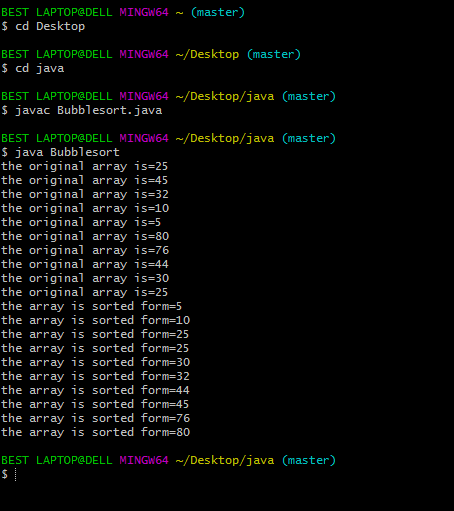 BEST LAPTOP@DELL MINGW64 ~ (master)
$ cd Desktop
BEST LAPTOP@DELL MINGW64 ~/Desktop (master)
$ cd java
BEST LAPTOP@DELL MINGW64 ~/Desktop/java (master)
$ javac Bubblesort.java
BEST LAPTOP@DELL MINGW64 ~/Desktop/java (master)
$ java Bubblesort
the original array is=25
the original array is=45
the original array is=32
the original array is=10
the original array is=5
the original array is=80
the original array is=76
the original array is=44
the original array is=30
the original array is=25
the array is sorted form=5
the array is sorted form=10
the array is sorted form=25
the array is sorted form=25
the array is sorted form=30
the array is sorted form=32
the array is sorted form=44
the array is sorted form=45
the array is sorted form=76
the array is sorted form=80
BEST LAPTOP@DELL MINGW64 ~/Desktop/java (master)
$